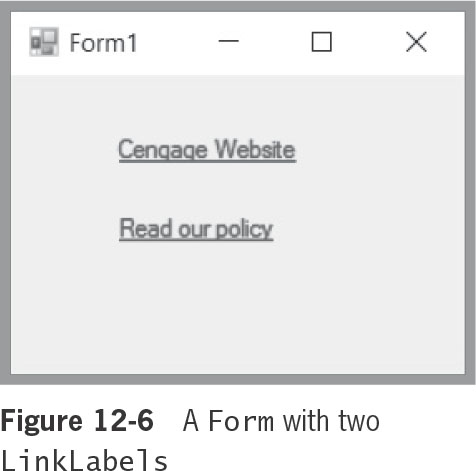 Form1
Cengage Website
Read our policy
Figure 12-6 A Form with two
LinkLabels